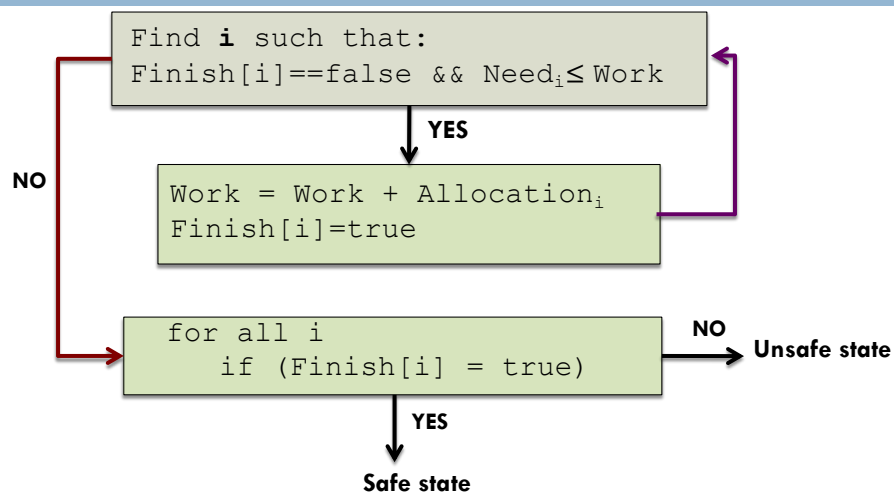 Find i such that:
Finish[i]==false && Needᵢ≤ Work
YES
NO
Work = Work + Allocationᵢ
Finish[i]=true
for all i
if (Finish[i] = true)
NO
Unsafe state
YES
Safe state